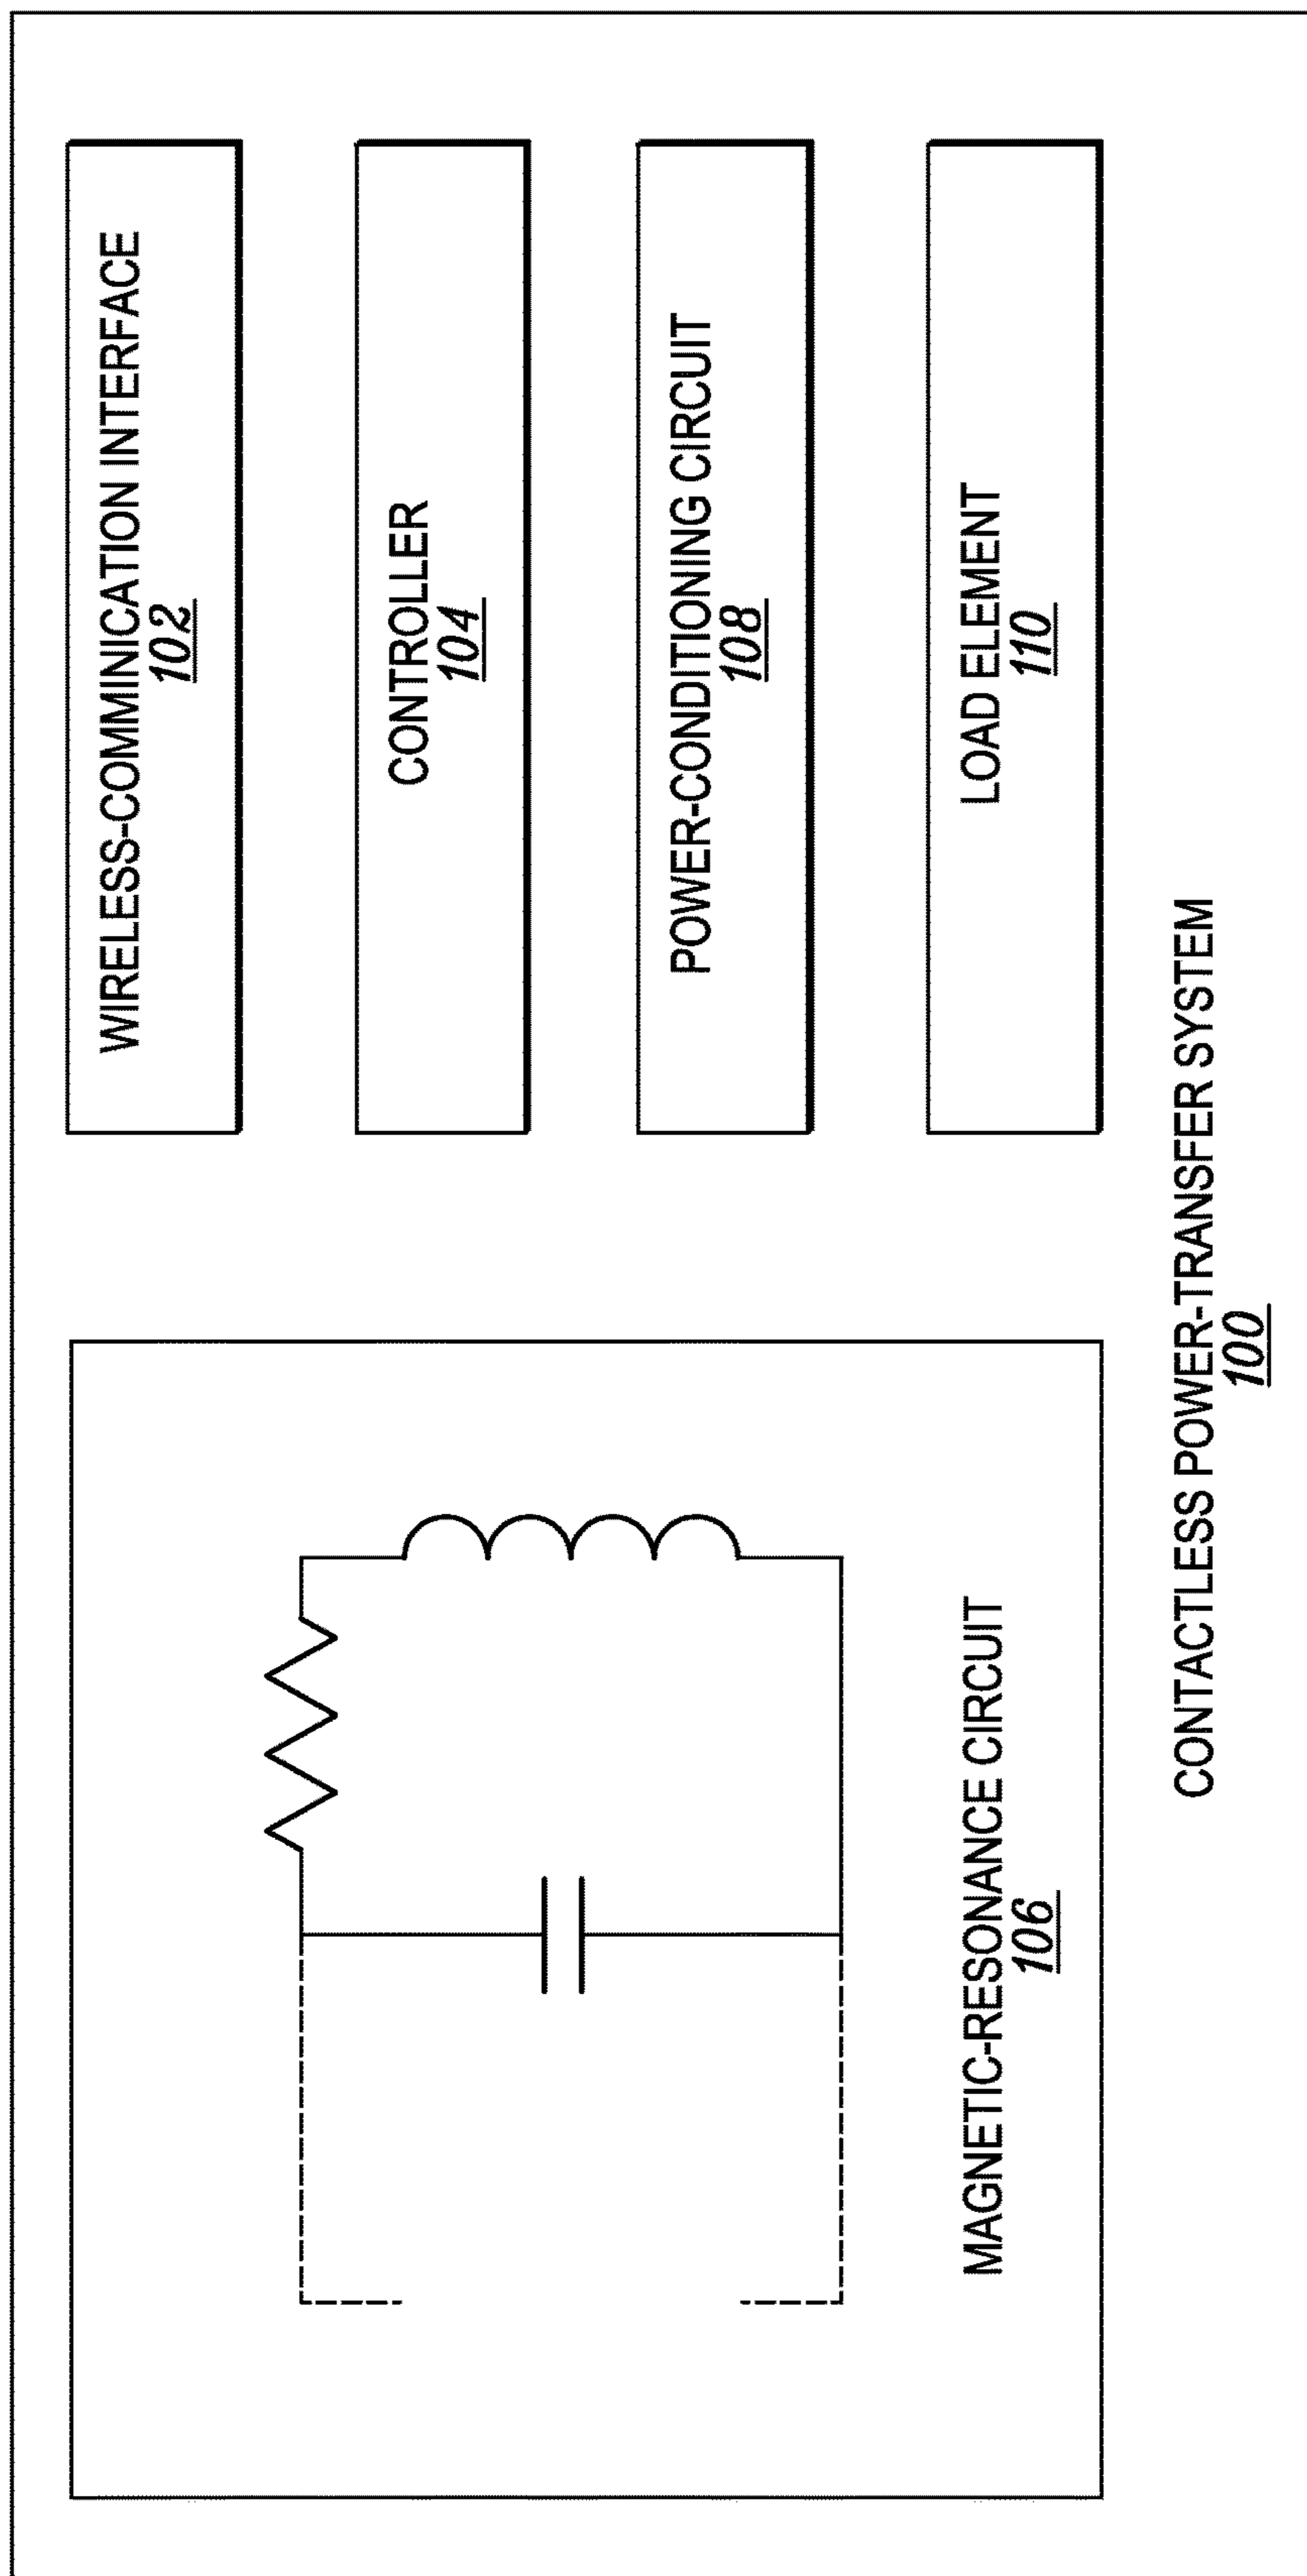 WIRELESS-COMMINICATION INTERFACE
102
CONTROLLER
104
POWER-CONDITIONING CIRCUIT
108
LOAD ELEMENT
110
MAGNETIC-RESONANCE CIRCUIT
106
CONTACTLESS POWER-TRANSFER SYSTEM
100